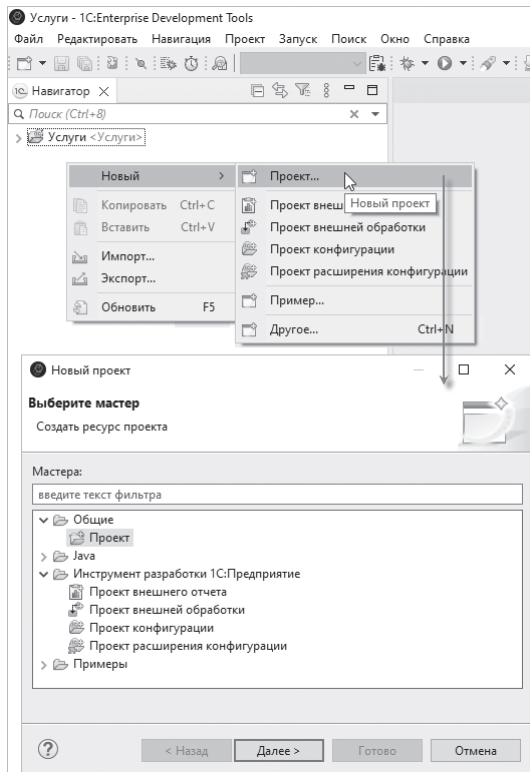 Услуги - 1C:Enterprise Development Tools
Файл Редактировать Навигация Проект Запуск Поиск Окно Справка
Навигатор
Поиск (Ctrl+8)
Услуги <Услуги>
Новый
Копировать Ctrl+C
Вставить Ctrl+V
Импорт...
Экспорт...
Обновить F5
Проект...
Проект внеш
Новый проект
Проект внешней обработки
Проект конфигурации
Проект расширения конфигурации
Пример...
Другое... Ctrl+N
Новый проект
Выберите мастер
Создать ресурс проекта
Мастера:
введите текст фильтра
Общие
Проект
Java
Инструмент разработки 1С:Предприятие
Проект внешнего отчета
Проект внешней обработки
Проект конфигурации
Проект расширения конфигурации
Примеры
< Назад
Далее >
Готово
Отмена